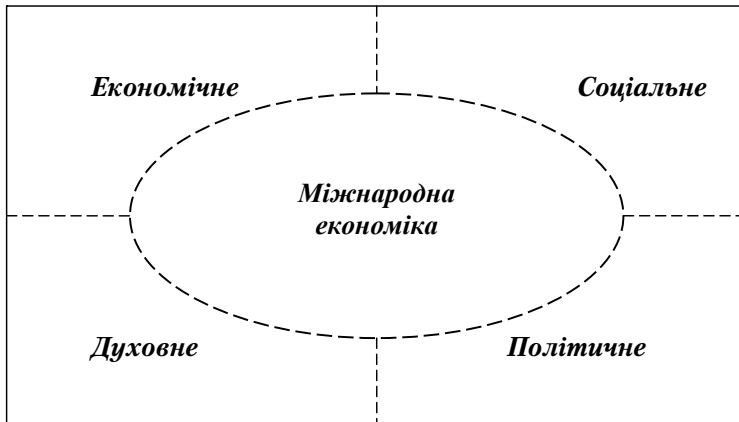 Економічне
Соціальне
Міжнародна
економіка
Духовне
Політичне